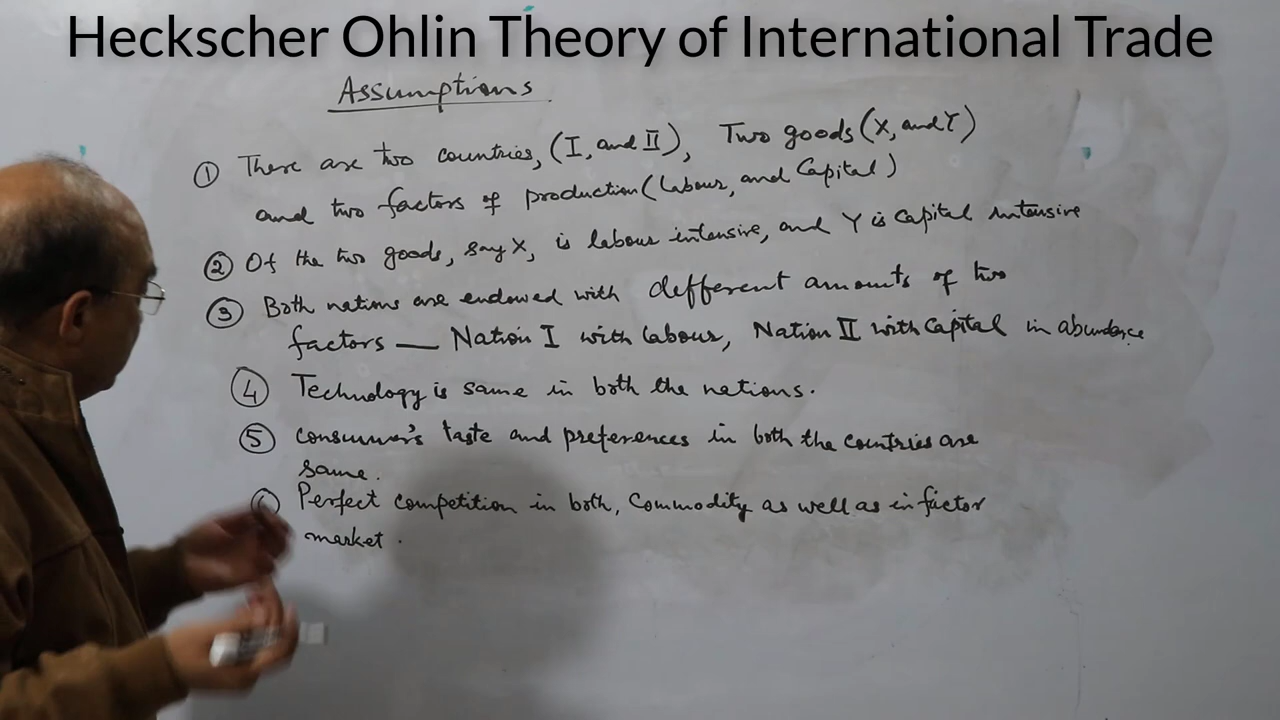 Heckscher Ohlin Theory of International Trade
Assumptions
① There are two countries, (I, and II), Two goods (X, and Y)
and two factors of production (Labour, and Capital)
② Of the two goods, say X, is labour intensive, and Y is Capital intensive
③ Both nations are endowed with defferent amounts of two
factors — Nation I with labour, Nation II with Capital in abundance
④ Technology is same in both the nations.
⑤ Consumer's taste and preferences in both the Countries are
same.
⑥ Perfect competition in both, Commodity as well as in factor
market.